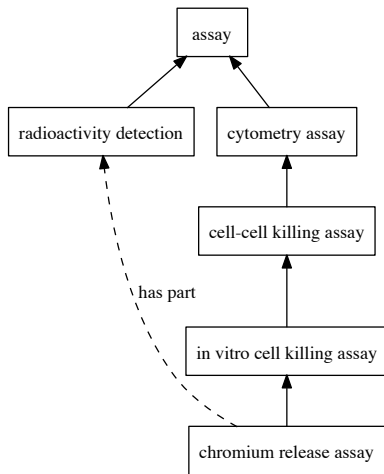 assay
radioactivity detection
cytometry assay
cell-cell killing assay
has part
in vitro cell killing assay
chromium release assay